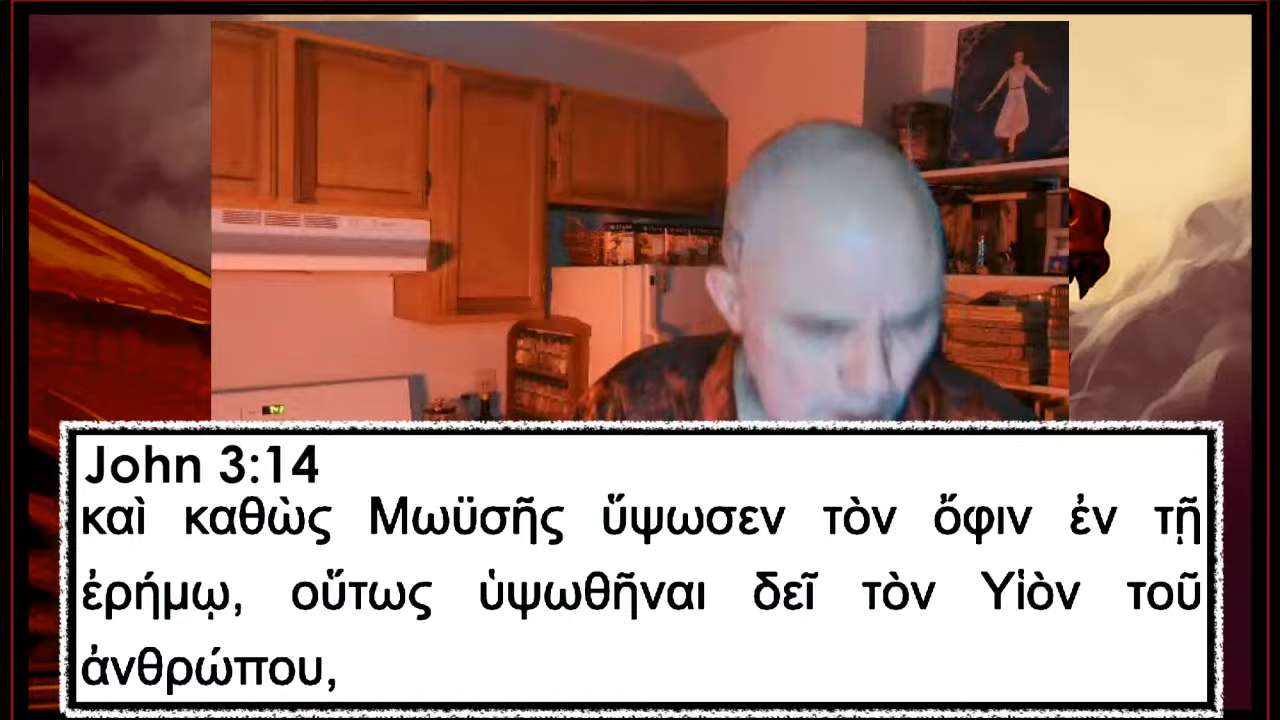 John 3:14
καὶ καθὼς Μωϋσῆς ὕψωσεν τὸν ὄφιν ἐν τῇ
ἐρήμῳ, οὕτως ὑψωθῆναι δεῖ τὸν Υἱὸν τοῦ
ἀνθρώπου,